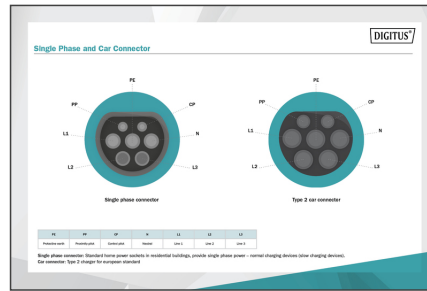 DIGITUS®
Single Phase and Car Connector
PE
PP
CP
L1
N
L2
L3
Single phase connector
PE
PP
CP
L1
N
L2
L3
Type 2 car connector
PE PP CP N L1 L2 L3
Protective earth Proximity pilot Control pilot Neutral Line 1 Line 2 Line 3
Single phase connector: Standard home power sockets in residential buildings, provide single phase power – normal charging devices (slow charging devices).
Car connector: Type 2 charger for european standard